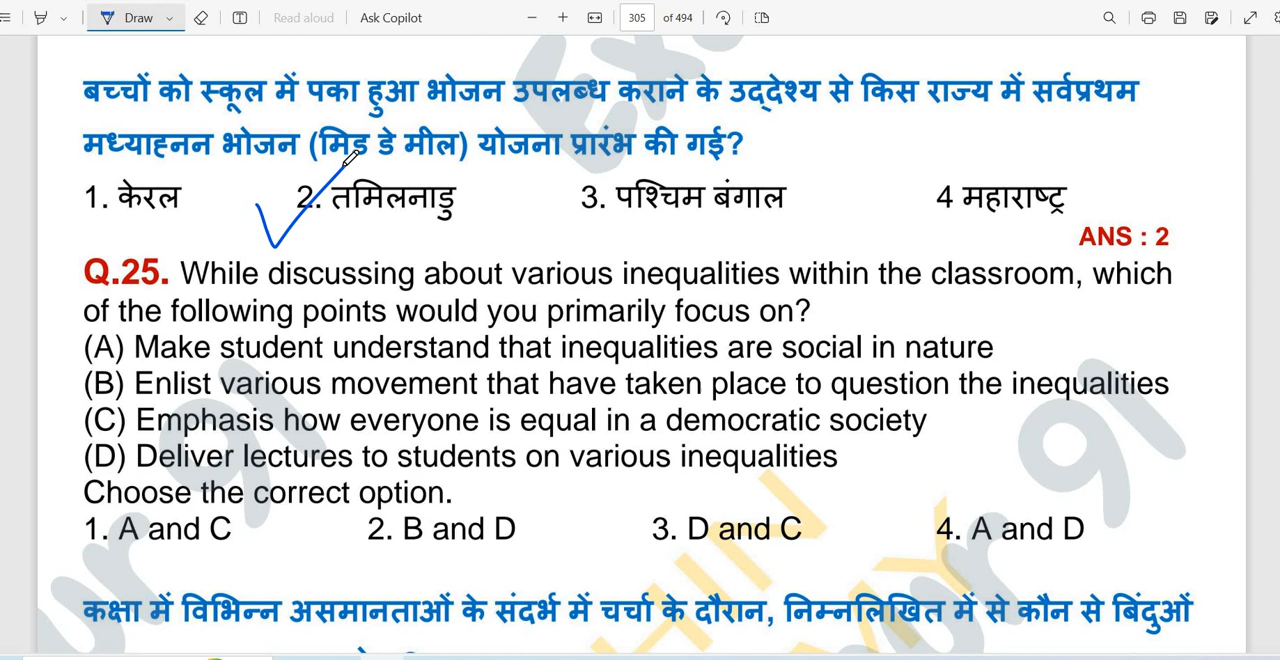 Draw
Read aloud
Ask Copilot
305 of 494
बच्चों को स्कूल में पका हुआ भोजन उपलब्ध कराने के उद्देश्य से किस राज्य में सर्वप्रथम
मध्याह्नन भोजन (मिड डे मील) योजना प्रारंभ की गई?
1. केरल 2. तमिलनाडु 3. पश्चिम बंगाल 4 महाराष्ट्र
ANS : 2
Q.25. While discussing about various inequalities within the classroom, which
of the following points would you primarily focus on?
(A) Make student understand that inequalities are social in nature
(B) Enlist various movement that have taken place to question the inequalities
(C) Emphasis how everyone is equal in a democratic society
(D) Deliver lectures to students on various inequalities
Choose the correct option.
1. A and C 2. B and D 3. D and C 4. A and D
कक्षा में विभिन्न असमानताओं के संदर्भ में चर्चा के दौरान, निम्नलिखित में से कौन से बिंदुओं